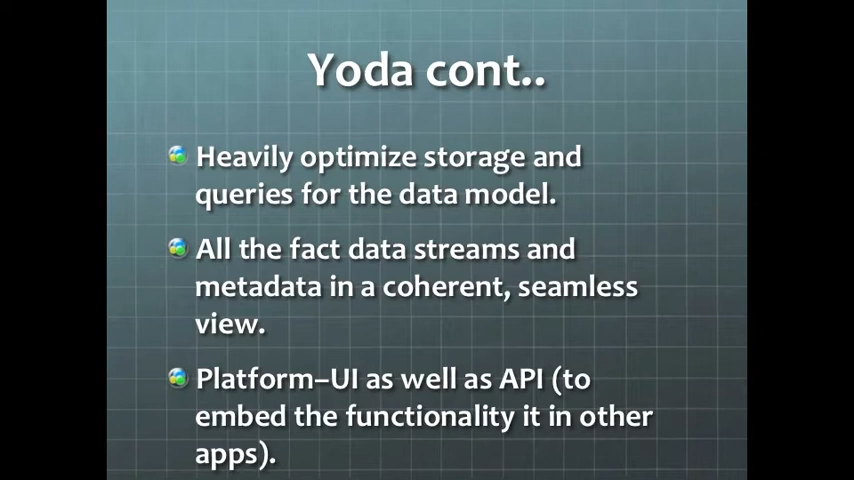 Yoda cont..
Heavily optimize storage and
queries for the data model.
All the fact data streams and
metadata in a coherent, seamless
view.
Platform–UI as well as API (to
embed the functionality it in other
apps).